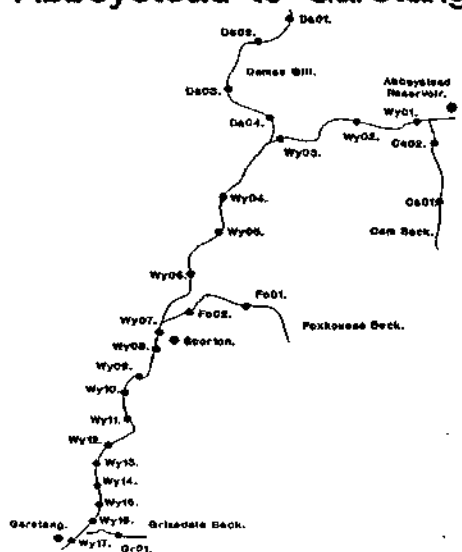 Abbeystead to Garstang
Da01.
Da02.
Damas Gill.
Da03.
Abbeystead
Reservoir.
Da04.
Wy01.
Wy02.
Wy03.
Ca02.
Wy04.
Ca01.
Wy05.
Cam Beck.
Wy06.
Fo01.
Fo02.
Wy07.
Foxhouses Beck.
Wy08.
Scorton.
Wy09.
Wy10.
Wy11.
Wy12.
Wy13.
Wy14.
Wy15.
Wy16.
Garstang.
Grizedale Beck.
Wy17.
Gr01.